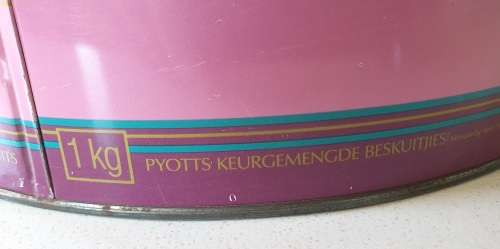 1 kg
PYOTTS' KEURGEMENGDE BESKUITJIES